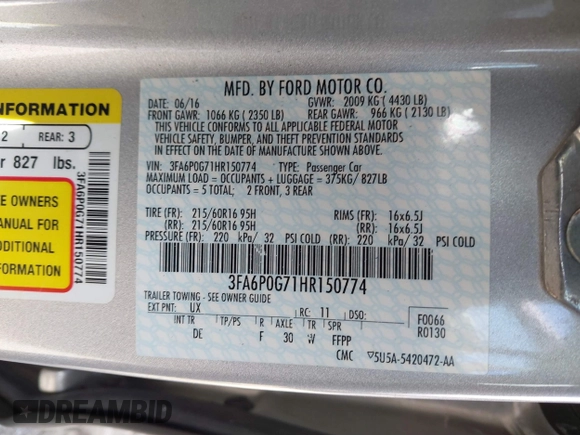 NFORMATION
2 REAR: 3
r 827 lbs.
E OWNERS
ANUAL FOR
DDITIONAL
FORMATION
3FA6P0G71HR150774
MFD. BY FORD MOTOR CO.
DATE: 06/16 GVWR: 2009 KG ( 4430 LB)
FRONT GAWR: 1066 KG ( 2350 LB) REAR GAWR: 966 KG ( 2130 LB)
THIS VEHICLE CONFORMS TO ALL APPLICABLE FEDERAL MOTOR
VEHICLE SAFETY, BUMPER, AND THEFT PREVENTION STANDARDS
IN EFFECT ON THE DATE OF MANUFACTURE SHOWN ABOVE.
VIN: 3FA6P0G71HR150774 TYPE: Passenger Car
MAXIMUM LOAD = OCCUPANTS + LUGGAGE = 375KG/ 827LB
OCCUPANTS = 5 TOTAL; 2 FRONT, 3 REAR
TIRE (FR): 215/60R16 95H RIMS (FR): 16x6.5J
(RR): 215/60R16 95H (RR): 16x6.5J
PRESSURE (FR): 220 kPa/ 32 PSI COLD (RR): 220 kPa/ 32 PSI COLD
3FA6P0G71HR150774
TRAILER TOWING - SEE OWNER GUIDE
EXT PNT: UX RC: 11 DSO: F0066
R0130
INT TR TP/PS R AXLE TR SPR
DE F 30 W FFPP
CMC 5U5A-5420472-AA
DREAMBID